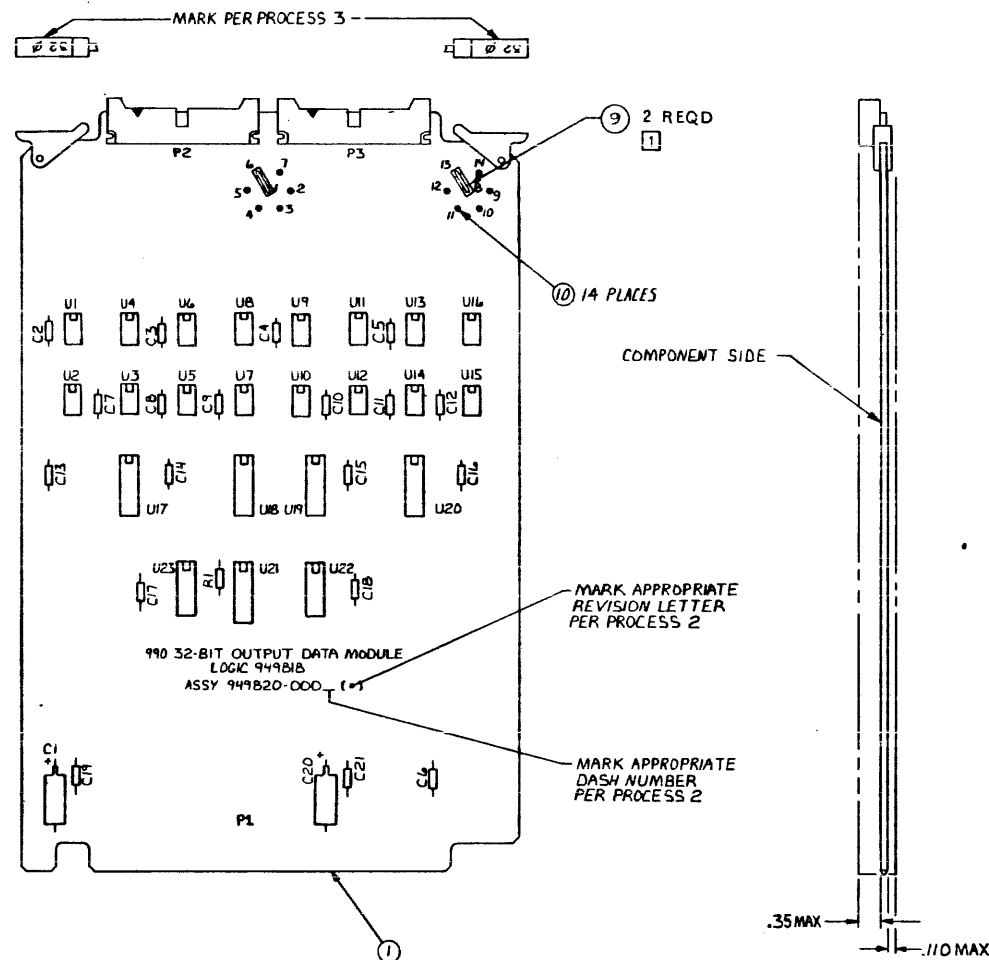 MARK PER PROCESS 3
32 Ø
32 Ø
9 2 REQD
1
P2 P3
6 7
5 1 2
4 3
13 14
12 8 9
11 10
10 14 PLACES
U1 U4 U6 U8 U9 U11 U13 U16
C2 C3 C4 C5
COMPONENT SIDE
U2 U3 U5 U7 U10 U12 U14 U15
C7 C8 C9 C10 C11 C12
C13 C14 C15 C16
U17 U18 U19 U20
U23 U21 U22
C17 R1 C18
MARK APPROPRIATE
REVISION LETTER
PER PROCESS 2
990 32-BIT OUTPUT DATA MODULE
LOGIC 949818
ASSY 949820-000_ (•)
MARK APPROPRIATE
DASH NUMBER
PER PROCESS 2
C1 + C19 C20 + C21 C6
P1
.35 MAX
.110 MAX
1